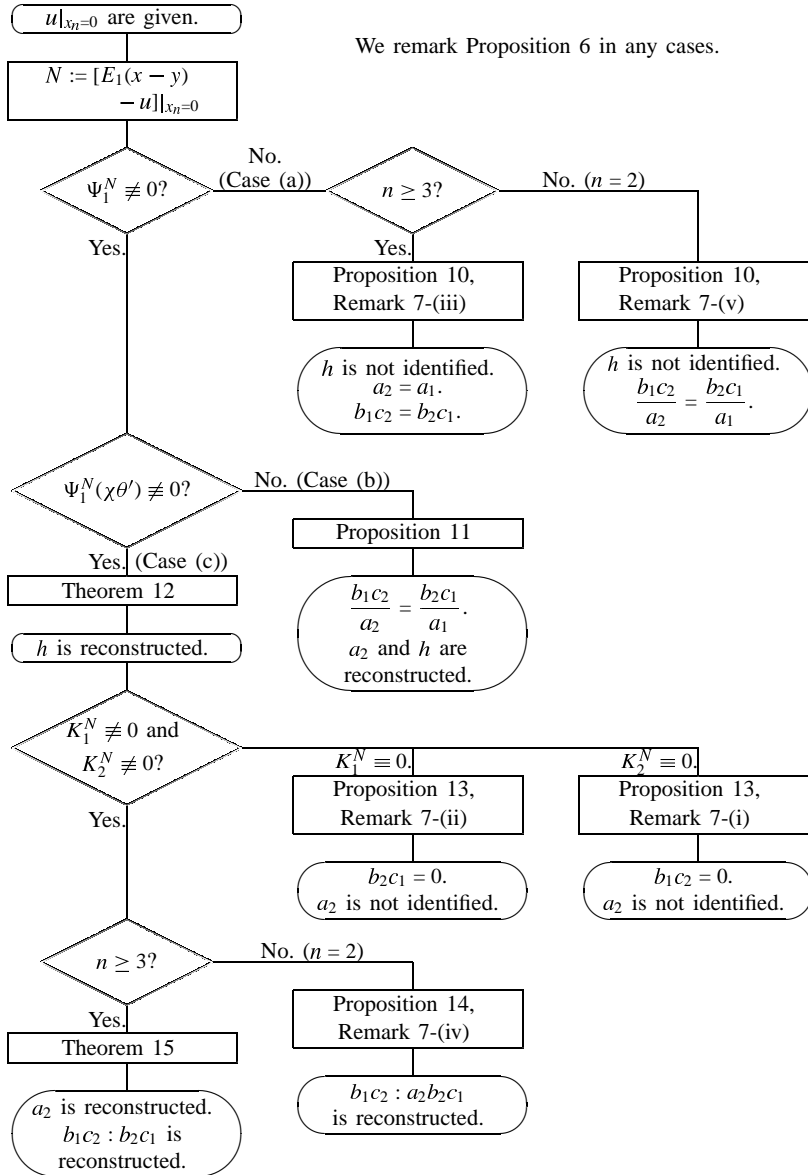 u|ₓₙ₌₀ are given.
We remark Proposition 6 in any cases.
N := [E₁(x − y)
− u]|ₓₙ₌₀
Ψ₁ᴺ ≢ 0?
No.
(Case (a))
n ≥ 3?
No. (n = 2)
Yes.
Yes.
Proposition 10,
Remark 7-(iii)
Proposition 10,
Remark 7-(v)
h is not identified.
a₂ = a₁.
b₁c₂ = b₂c₁.
h is not identified.
b₁c₂/a₂ = b₂c₁/a₁.
Ψ₁ᴺ(χθ′) ≢ 0?
No. (Case (b))
Proposition 11
Yes. (Case (c))
Theorem 12
b₁c₂/a₂ = b₂c₁/a₁.
a₂ and h are
reconstructed.
h is reconstructed.
K₁ᴺ ≢ 0 and
K₂ᴺ ≢ 0?
K₁ᴺ ≡ 0.
K₂ᴺ ≡ 0.
Yes.
Proposition 13,
Remark 7-(ii)
Proposition 13,
Remark 7-(i)
b₂c₁ = 0.
a₂ is not identified.
b₁c₂ = 0.
a₂ is not identified.
n ≥ 3?
No. (n = 2)
Yes.
Proposition 14,
Remark 7-(iv)
Theorem 15
b₁c₂ : a₂b₂c₁
is reconstructed.
a₂ is reconstructed.
b₁c₂ : b₂c₁ is
reconstructed.